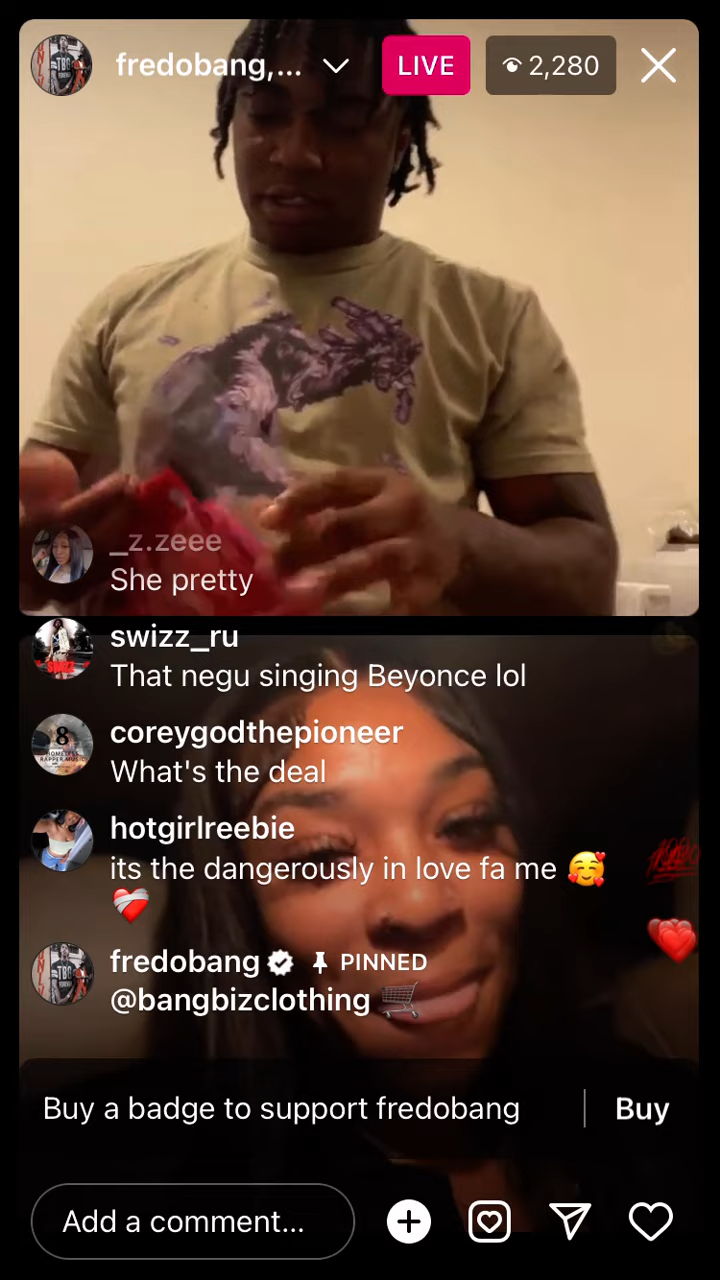 fredobang,...
LIVE
2,280
_z.zeee
She pretty
swizz_ru
That negu singing Beyonce lol
coreygodthepioneer
What's the deal
hotgirlreebie
its the dangerously in love fa me 🥰
❤️‍🩹
fredobang PINNED
@bangbizclothing 🛒
Buy a badge to support fredobang
Buy
Add a comment...